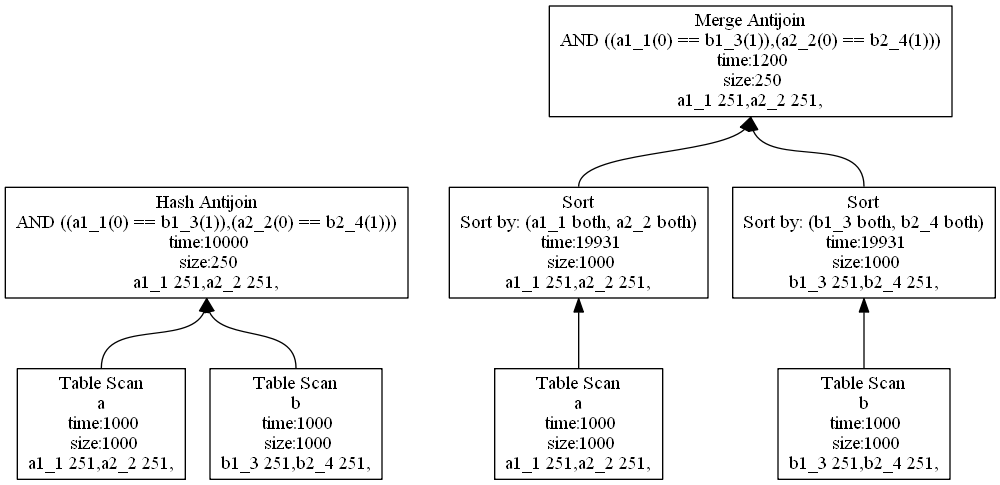 Merge Antijoin
AND ((a1_1(0) == b1_3(1)),(a2_2(0) == b2_4(1)))
time:1200
size:250
a1_1 251,a2_2 251,
Hash Antijoin
AND ((a1_1(0) == b1_3(1)),(a2_2(0) == b2_4(1)))
time:10000
size:250
a1_1 251,a2_2 251,
Sort
Sort by: (a1_1 both, a2_2 both)
time:19931
size:1000
a1_1 251,a2_2 251,
Sort
Sort by: (b1_3 both, b2_4 both)
time:19931
size:1000
b1_3 251,b2_4 251,
Table Scan
a
time:1000
size:1000
a1_1 251,a2_2 251,
Table Scan
b
time:1000
size:1000
b1_3 251,b2_4 251,
Table Scan
a
time:1000
size:1000
a1_1 251,a2_2 251,
Table Scan
b
time:1000
size:1000
b1_3 251,b2_4 251,